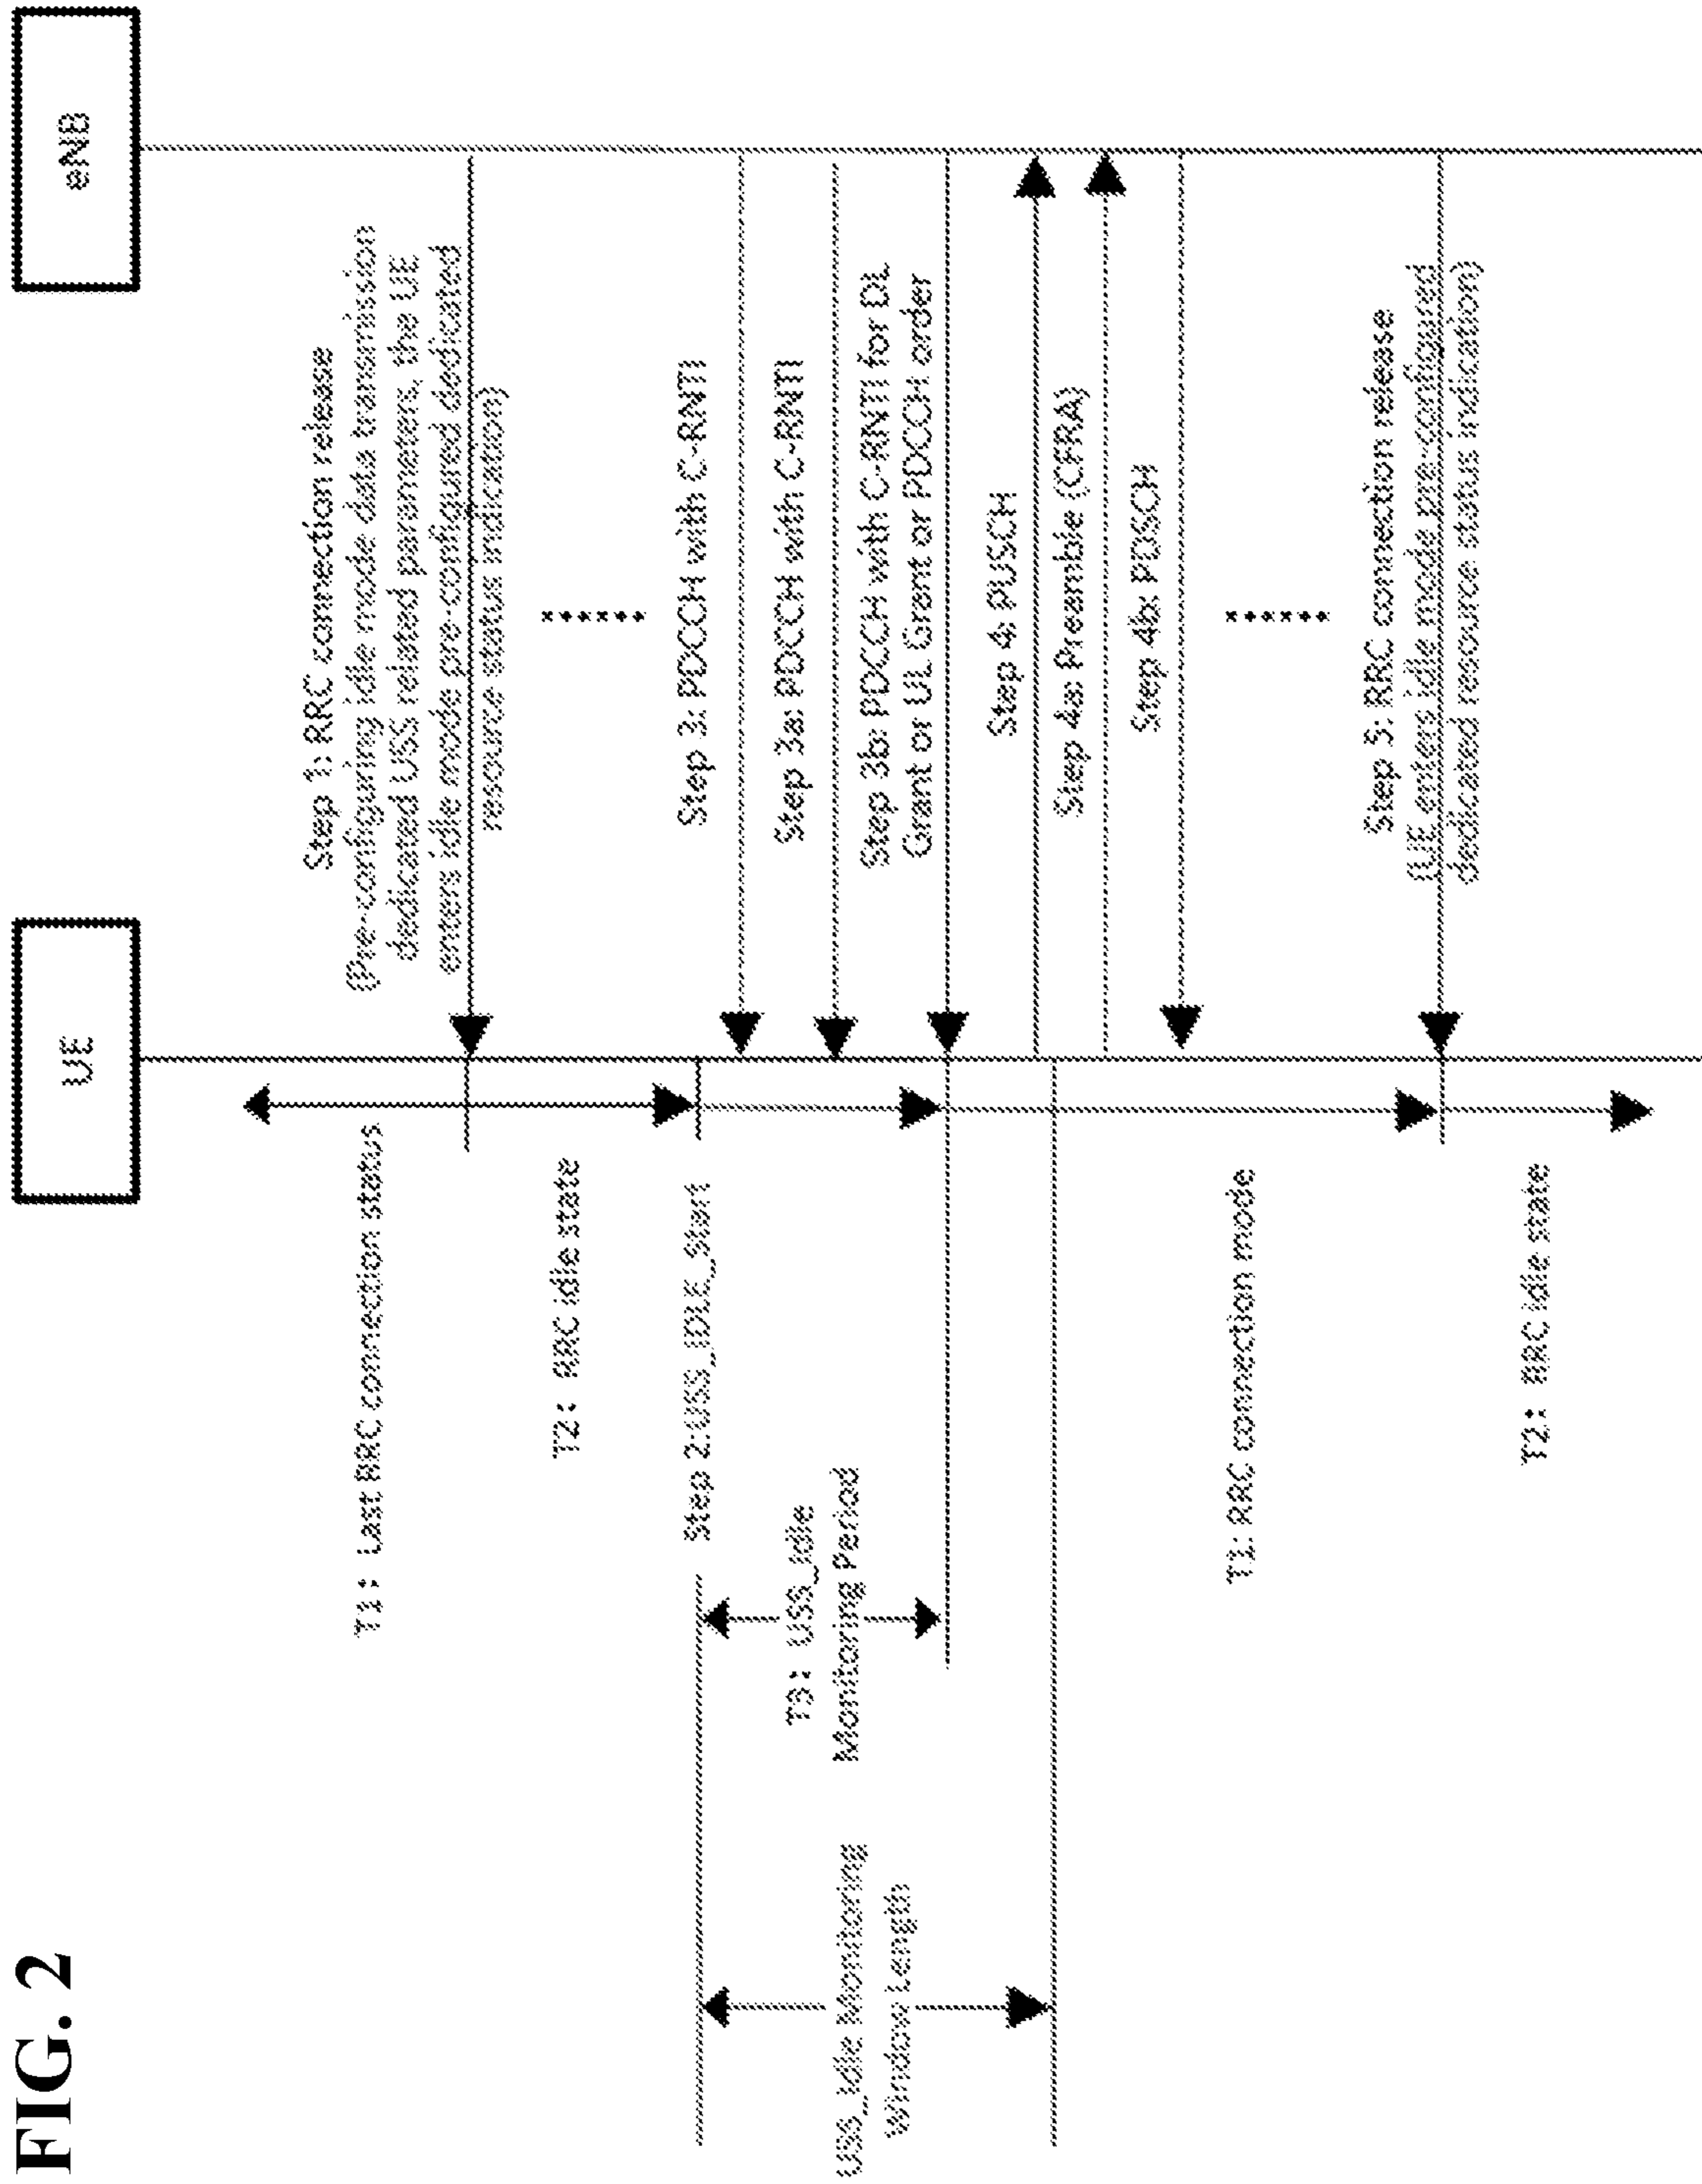 FIG. 2
UE
eNB
T1: Last RRC connection status
Step 1: RRC connection release
(Pre-configuring idle mode data transmission
dedicated USS related parameters, the UE
enters idle mode pre-configured dedicated
resource status indication)
T2: RRC idle state
Step 2:USS_IDLE_Start
Step 3: PDCCH with C-RNTI
T3: USS_Idle
Monitoring Period
USS_Idle Monitoring
Window Length
Step 3a: PDCCH with C-RNTI
Step 3b: PDCCH with C-RNTI for DL
Grant or UL Grant or PDCCH order
Step 4: PUSCH
Step 4a: Preamble (CFRA)
Step 4b: PDSCH
T1: RRC connection mode
Step 5: RRC connection release
(UE enters idle mode pre-configured
dedicated resource status indication)
T2: RRC idle state